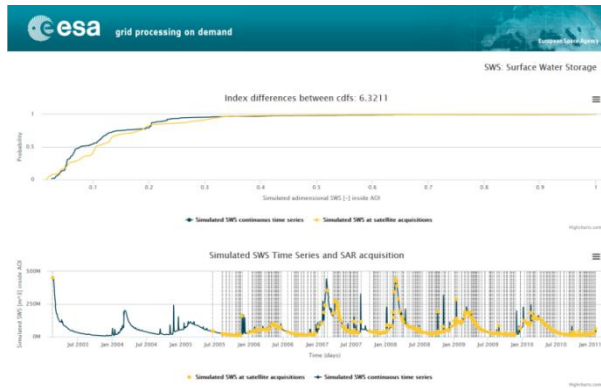 esa grid processing on demand
European Space Agency
SWS: Surface Water Storage
Index differences between cdfs: 6.3211
Probability
1
0.5
0
0.1 0.2 0.3 0.4 0.5 0.6 0.7 0.8 0.9 1
Simulated adimensional SWS [-] inside AOI
Simulated SWS continuous time series Simulated SWS at satellite acquisitions
Highcharts.com
Simulated SWS Time Series and SAR acquisition
Simulated SWS [m^3] inside AOI
500M
250M
0M
Jul 2003 Jan 2004 Jul 2004 Jan 2005 Jul 2005 Jan 2006 Jul 2006 Jan 2007 Jul 2007 Jan 2008 Jul 2008 Jan 2009 Jul 2009 Jan 2010 Jul 2010 Jan 2011
Time (days)
Simulated SWS at satellite acquisitions Simulated SWS continuous time series
Highcharts.com